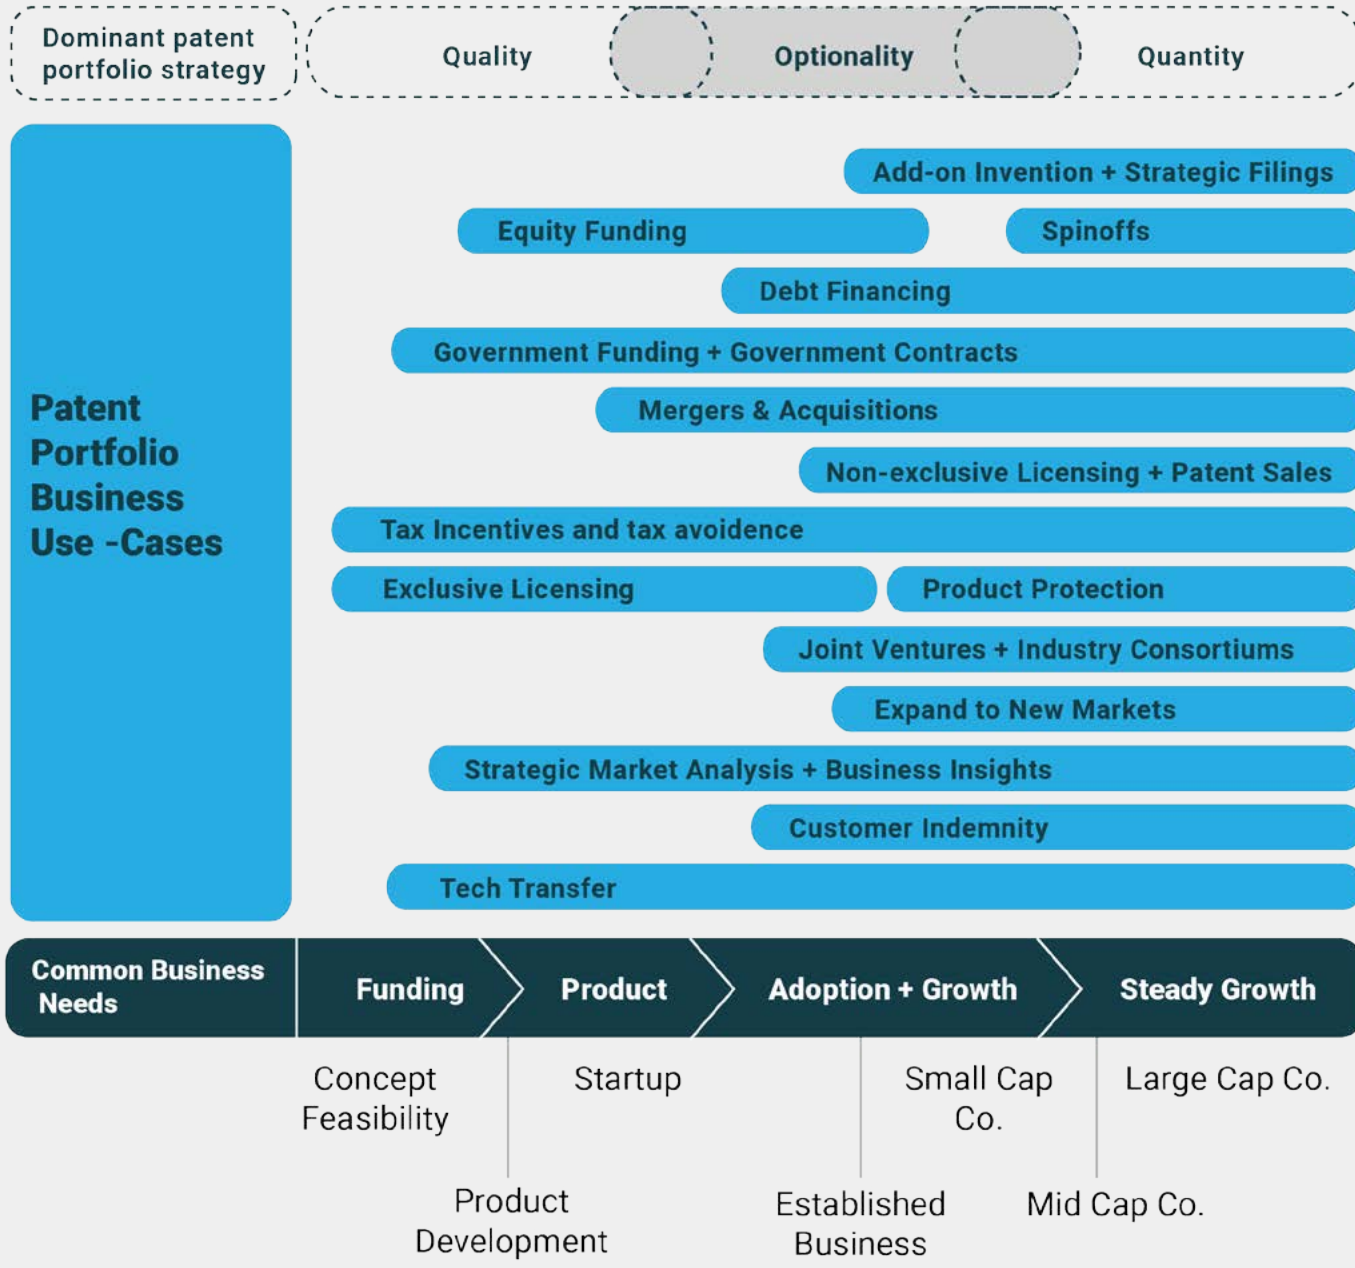 Dominant patent
portfolio strategy
Quality
Optionality
Quantity
Patent
Portfolio
Business
Use -Cases
Add-on Invention + Strategic Filings
Equity Funding
Spinoffs
Debt Financing
Government Funding + Government Contracts
Mergers & Acquisitions
Non-exclusive Licensing + Patent Sales
Tax Incentives and tax avoidence
Exclusive Licensing
Product Protection
Joint Ventures + Industry Consortiums
Expand to New Markets
Strategic Market Analysis + Business Insights
Customer Indemnity
Tech Transfer
Common Business
Needs
Funding
Product
Adoption + Growth
Steady Growth
Concept
Feasibility
Startup
Small Cap
Co.
Large Cap Co.
Product
Development
Established
Business
Mid Cap Co.